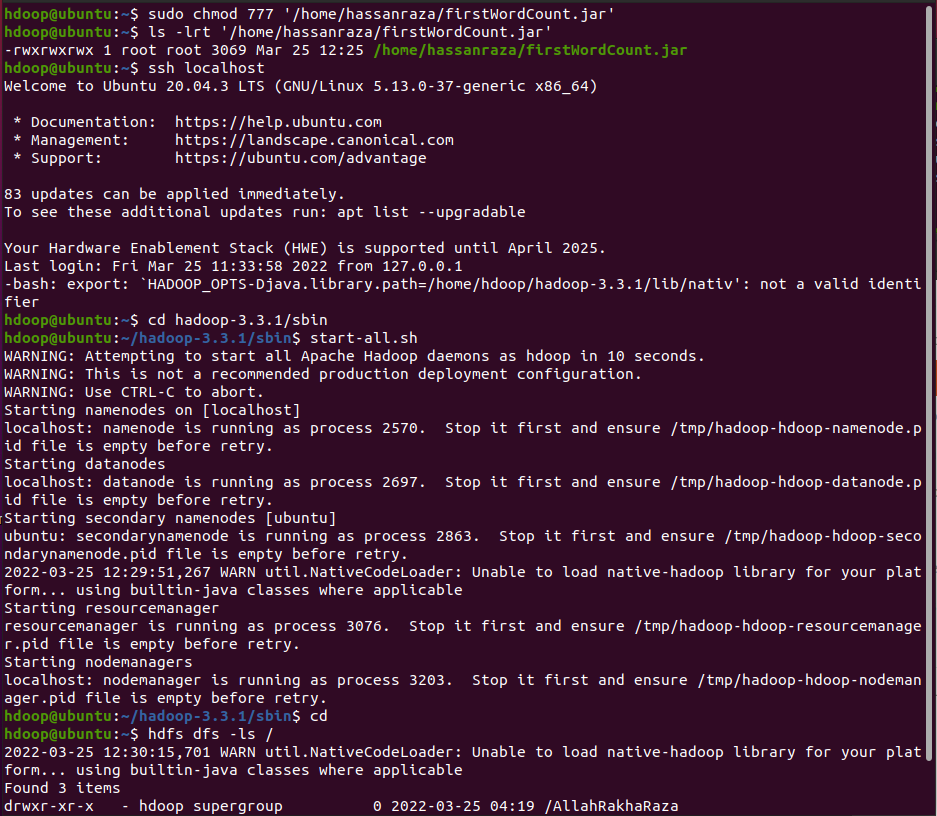 hdoop@ubuntu:~$ sudo chmod 777 '/home/hassanraza/firstWordCount.jar'
hdoop@ubuntu:~$ ls -lrt '/home/hassanraza/firstWordCount.jar'
-rwxrwxrwx 1 root root 3069 Mar 25 12:25 /home/hassanraza/firstWordCount.jar
hdoop@ubuntu:~$ ssh localhost
Welcome to Ubuntu 20.04.3 LTS (GNU/Linux 5.13.0-37-generic x86_64)

 * Documentation:  https://help.ubuntu.com
 * Management:     https://landscape.canonical.com
 * Support:        https://ubuntu.com/advantage

83 updates can be applied immediately.
To see these additional updates run: apt list --upgradable

Your Hardware Enablement Stack (HWE) is supported until April 2025.
Last login: Fri Mar 25 11:33:58 2022 from 127.0.0.1
-bash: export: `HADOOP_OPTS-Djava.library.path=/home/hdoop/hadoop-3.3.1/lib/nativ': not a valid identi
fier
hdoop@ubuntu:~$ cd hadoop-3.3.1/sbin
hdoop@ubuntu:~/hadoop-3.3.1/sbin$ start-all.sh
WARNING: Attempting to start all Apache Hadoop daemons as hdoop in 10 seconds.
WARNING: This is not a recommended production deployment configuration.
WARNING: Use CTRL-C to abort.
Starting namenodes on [localhost]
localhost: namenode is running as process 2570.  Stop it first and ensure /tmp/hadoop-hdoop-namenode.p
id file is empty before retry.
Starting datanodes
localhost: datanode is running as process 2697.  Stop it first and ensure /tmp/hadoop-hdoop-datanode.p
id file is empty before retry.
Starting secondary namenodes [ubuntu]
ubuntu: secondarynamenode is running as process 2863.  Stop it first and ensure /tmp/hadoop-hdoop-seco
ndarynamenode.pid file is empty before retry.
2022-03-25 12:29:51,267 WARN util.NativeCodeLoader: Unable to load native-hadoop library for your plat
form... using builtin-java classes where applicable
Starting resourcemanager
resourcemanager is running as process 3076.  Stop it first and ensure /tmp/hadoop-hdoop-resourcemanage
r.pid file is empty before retry.
Starting nodemanagers
localhost: nodemanager is running as process 3203.  Stop it first and ensure /tmp/hadoop-hdoop-nodeman
ager.pid file is empty before retry.
hdoop@ubuntu:~/hadoop-3.3.1/sbin$ cd
hdoop@ubuntu:~$ hdfs dfs -ls /
2022-03-25 12:30:15,701 WARN util.NativeCodeLoader: Unable to load native-hadoop library for your plat
form... using builtin-java classes where applicable
Found 3 items
drwxr-xr-x   - hdoop supergroup          0 2022-03-25 04:19 /AllahRakhaRaza